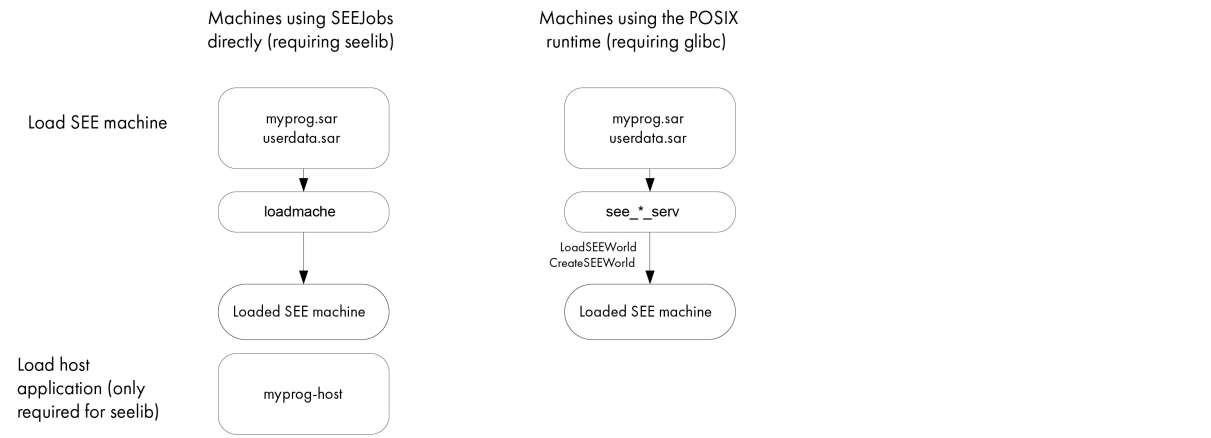 Machines using SEEJobs
directly (requiring seelib)
Machines using the POSIX
runtime (requiring glibc)
Load SEE machine
myprog.sar
userdata.sar
myprog.sar
userdata.sar
loadmache
see_*_serv
LoadSEEWorld
CreateSEEWorld
Loaded SEE machine
Loaded SEE machine
Load host
application (only
required for seelib)
myprog-host